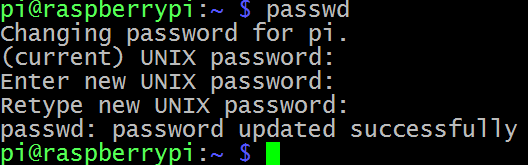 pi@raspberrypi:~ $ passwd
Changing password for pi.
(current) UNIX password:
Enter new UNIX password:
Retype new UNIX password:
passwd: password updated successfully
pi@raspberrypi:~ $